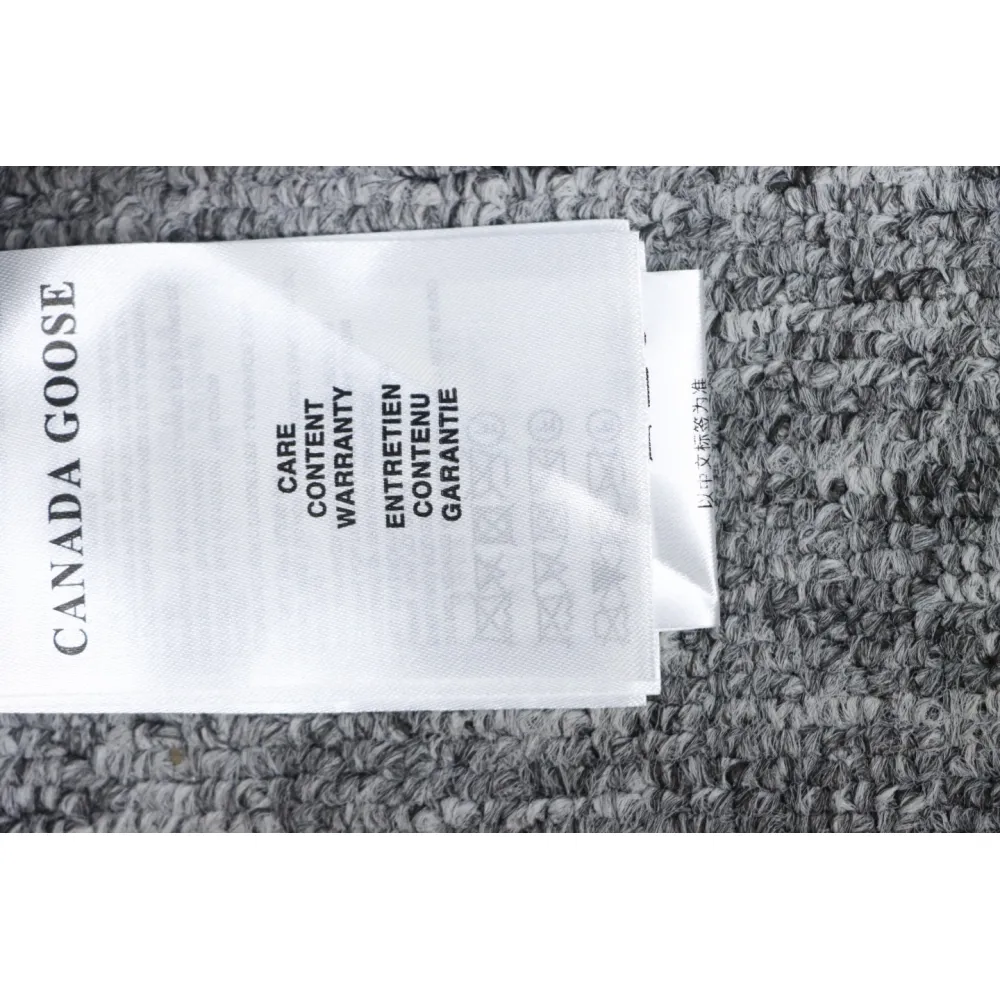 CANADA GOOSE
CARE
CONTENT
WARRANTY
ENTRETIEN
CONTENU
GARANTIE
以中文标签为准